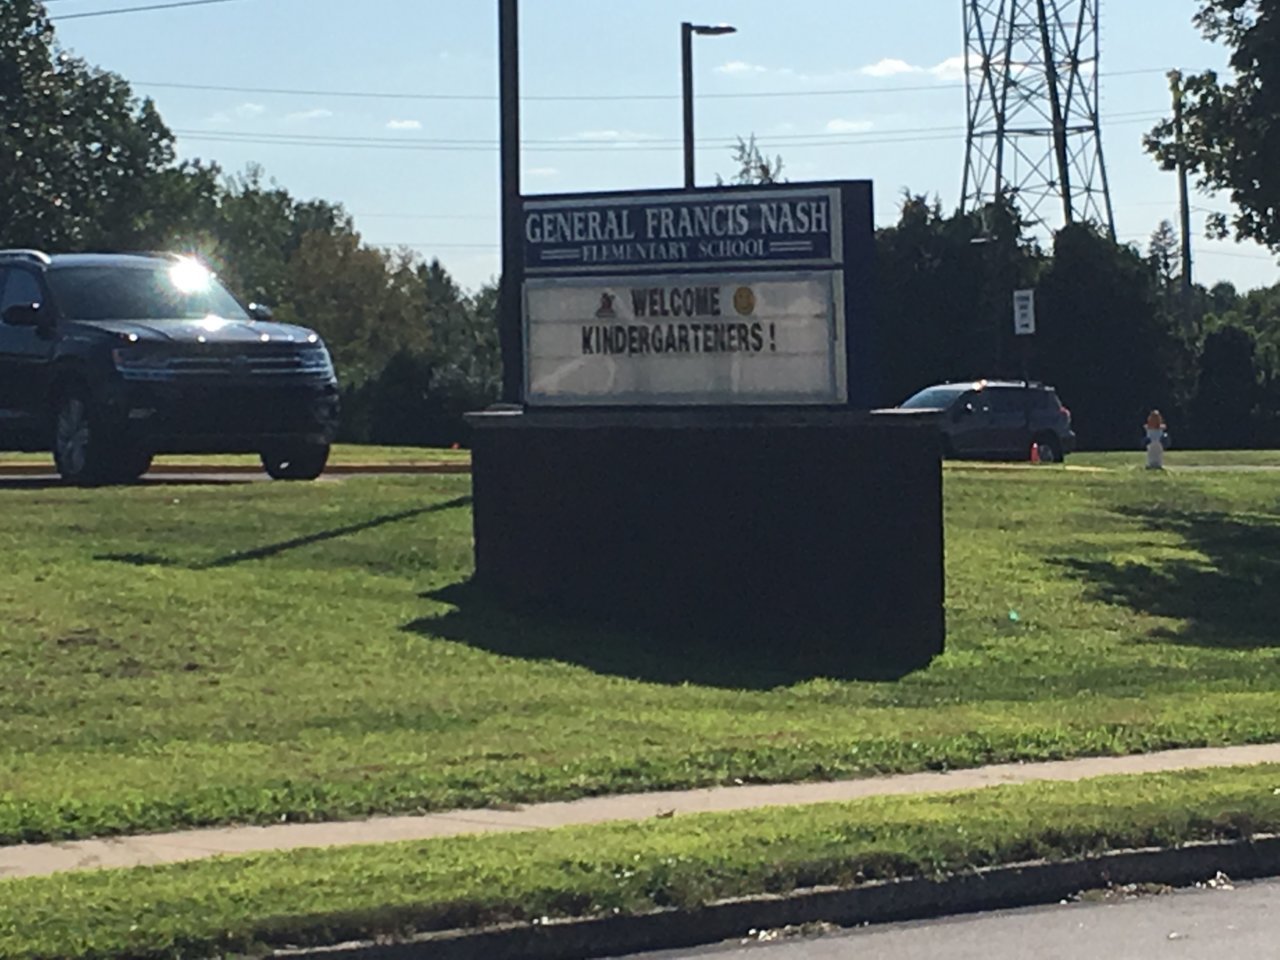 GENERAL FRANCIS NASH
ELEMENTARY SCHOOL
WELCOME
KINDERGARTENERS!